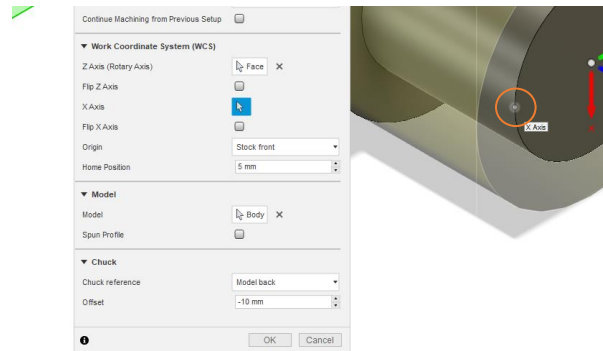 Continue Machining from Previous Setup
Work Coordinate System (WCS)
Z Axis (Rotary Axis) Face
Flip Z Axis
X Axis
Flip X Axis
Origin Stock front
Home Position 5 mm
Model
Model Body
Spun Profile
Chuck
Chuck reference Model back
Offset -10 mm
OK Cancel
X Axis